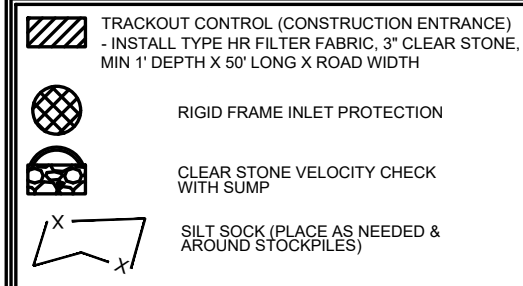 TRACKOUT CONTROL (CONSTRUCTION ENTRANCE)
- INSTALL TYPE HR FILTER FABRIC, 3" CLEAR STONE,
MIN 1' DEPTH X 50' LONG X ROAD WIDTH
RIGID FRAME INLET PROTECTION
CLEAR STONE VELOCITY CHECK
WITH SUMP
X
X
SILT SOCK (PLACE AS NEEDED &
AROUND STOCKPILES)